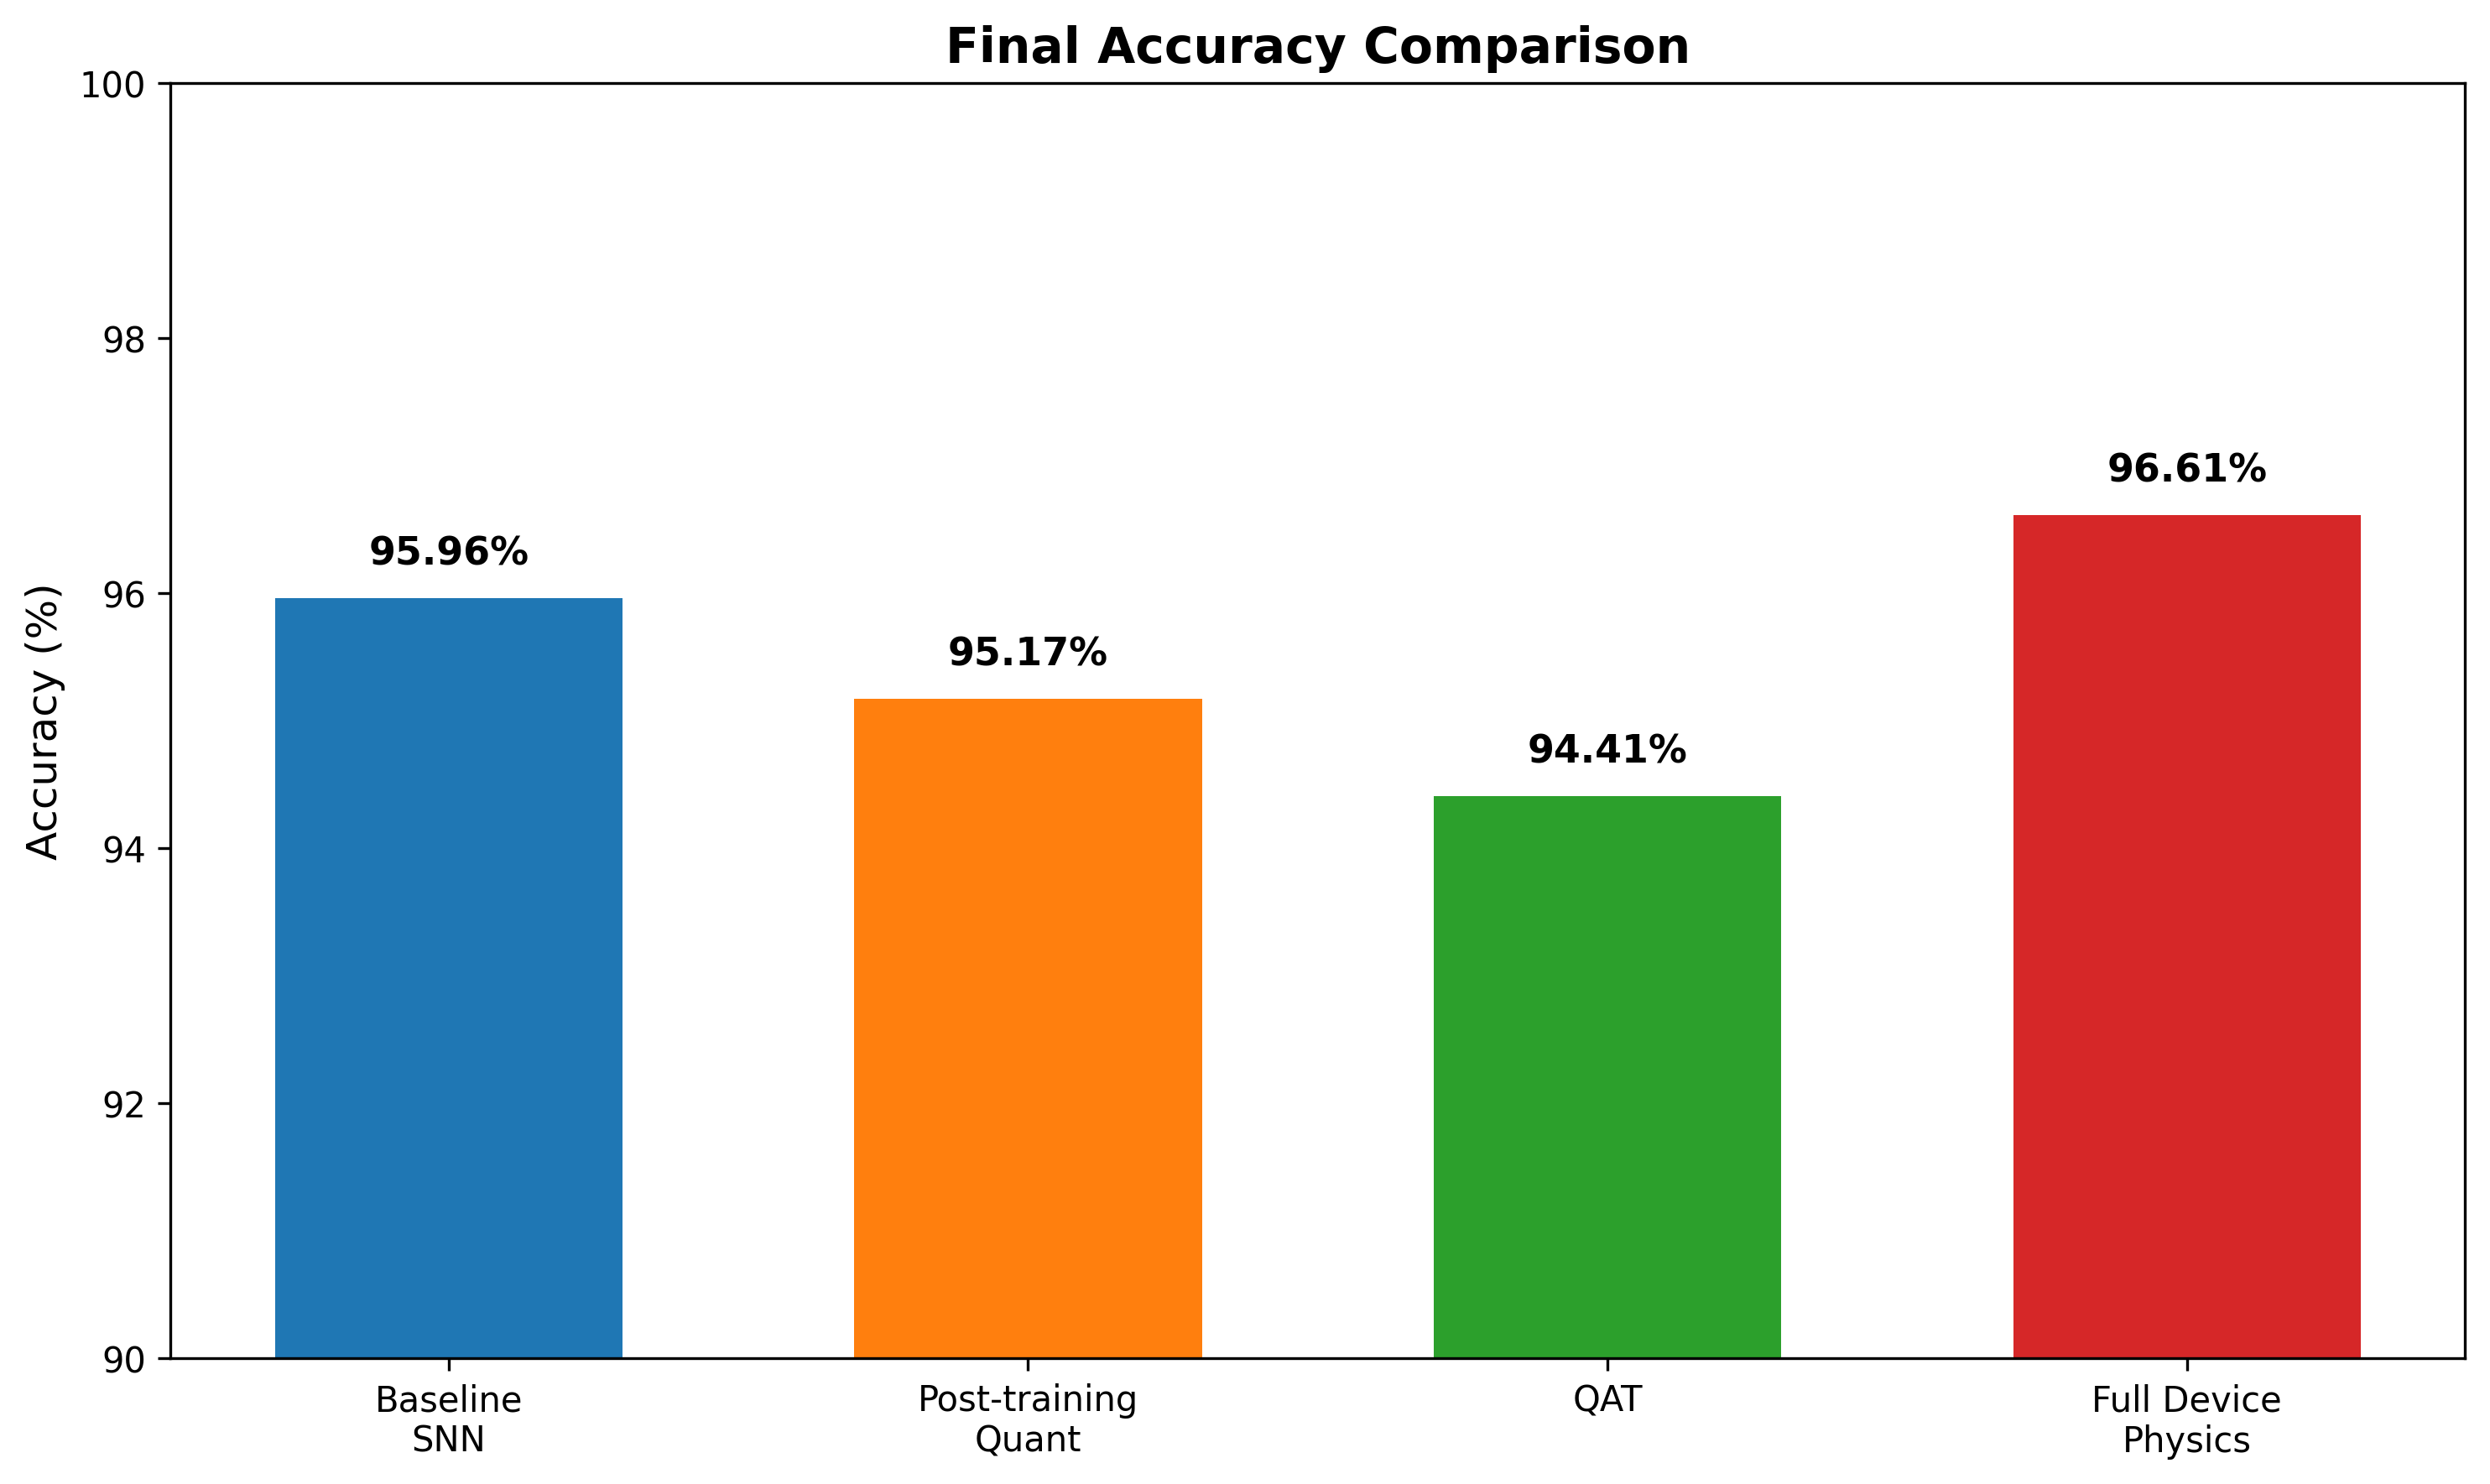 Final Accuracy Comparison
Accuracy (%)
100
98
96
94
92
90
95.96%
95.17%
94.41%
96.61%
Baseline
SNN
Post-training
Quant
QAT
Full Device
Physics